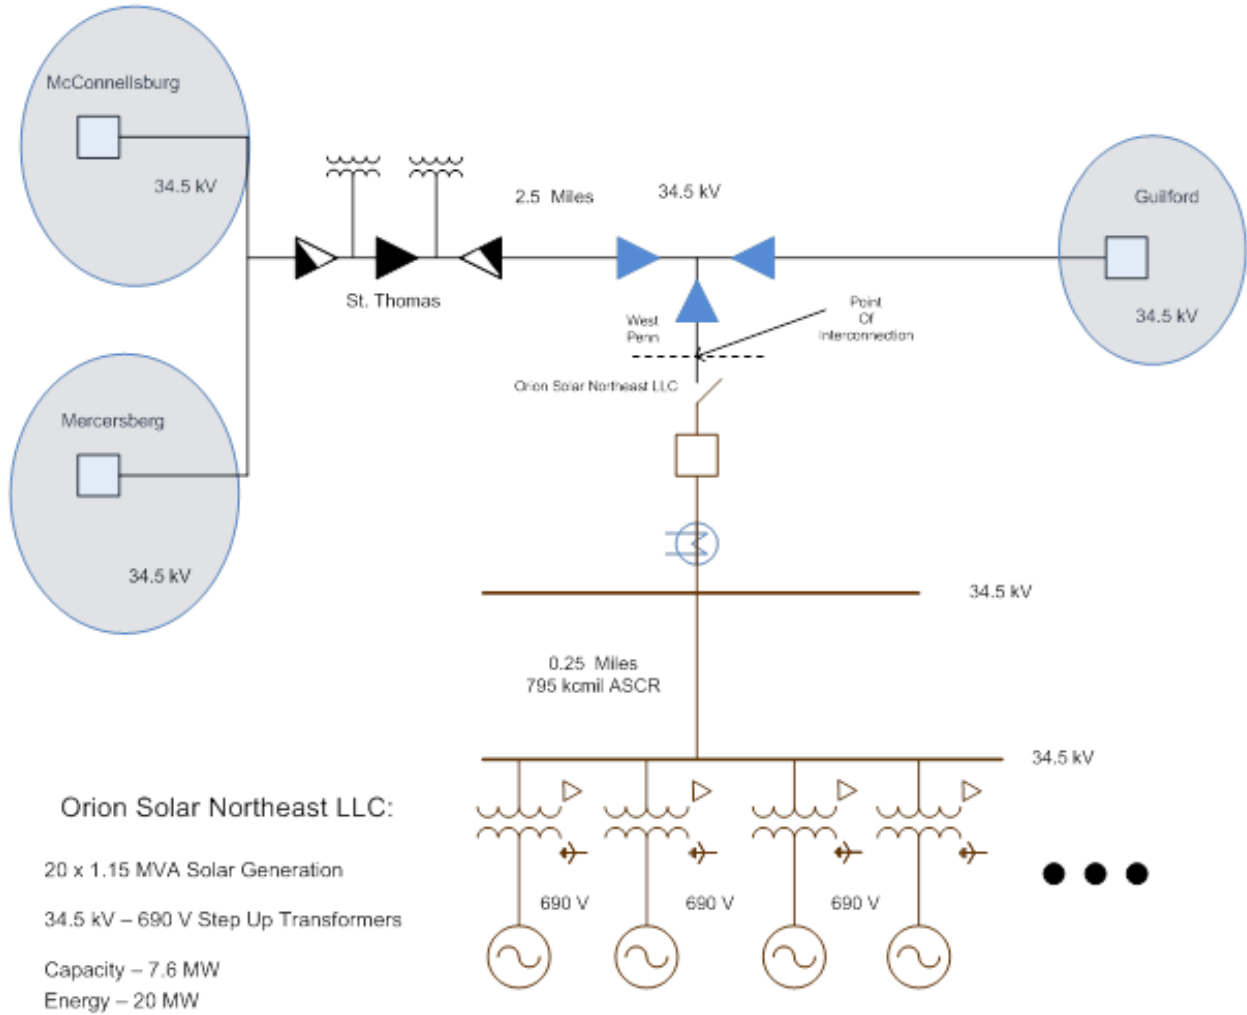 McConnellsburg
34.5 kV
2.5 Miles
34.5 kV
Guilford
34.5 kV
St. Thomas
West
Penn
Point
Of
Interconnection
Orion Solar Northeast LLC
Mercersberg
34.5 kV
34.5 kV
0.25 Miles
795 kcmil ASCR
34.5 kV
Orion Solar Northeast LLC:
20 x 1.15 MVA Solar Generation
34.5 kV – 690 V Step Up Transformers
Capacity – 7.6 MW
Energy – 20 MW
690 V
690 V
690 V